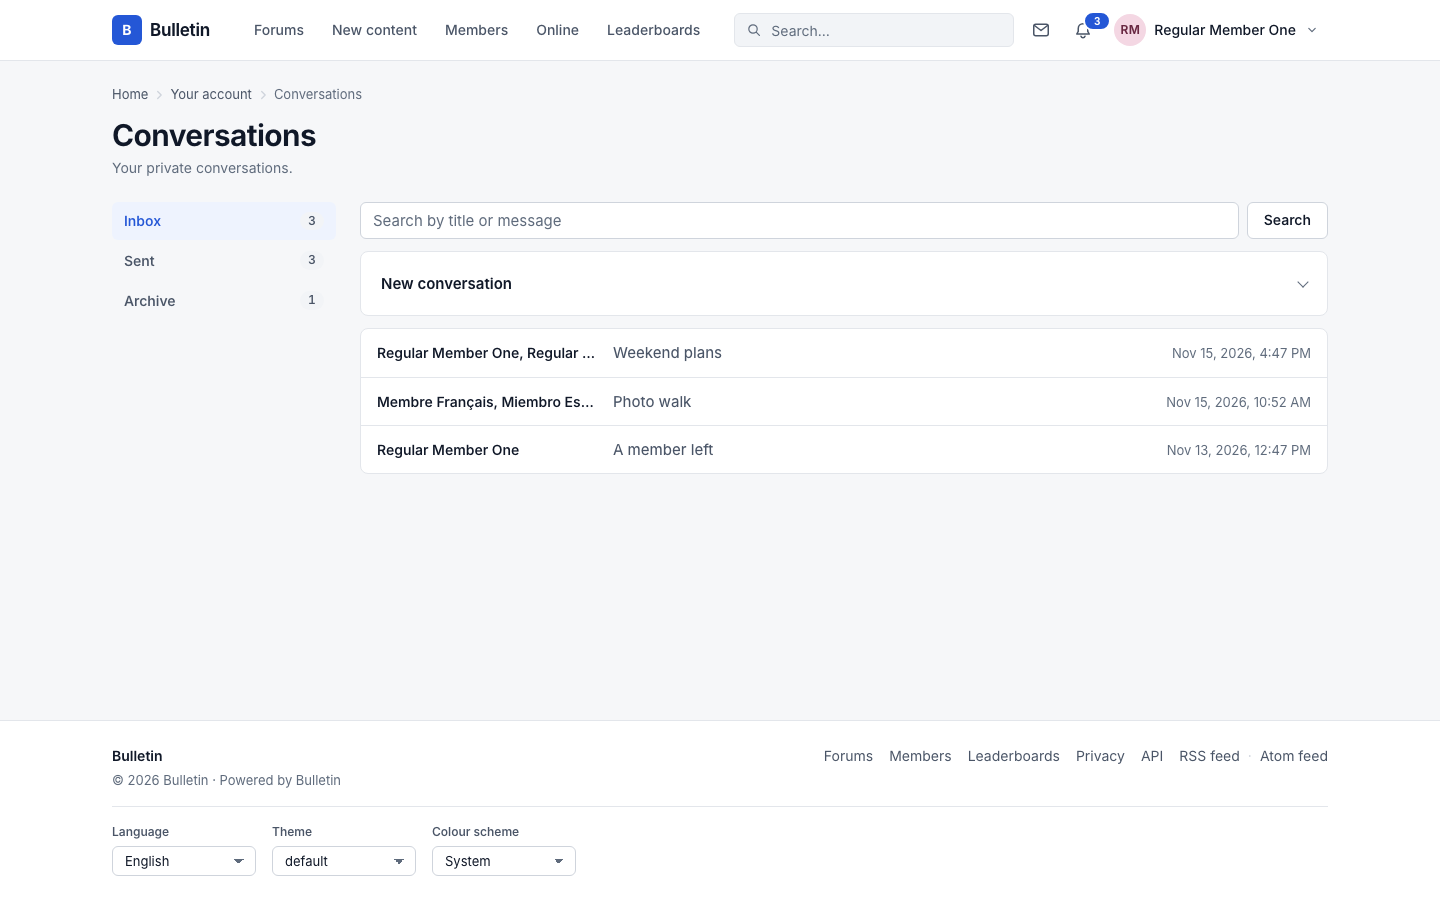 B Bulletin Forums New content Members Online Leaderboards Search... 3 RM Regular Member One
Home Your account Conversations
Conversations
Your private conversations.
Inbox 3
Sent 3
Archive 1
Search by title or message Search
New conversation
Regular Member One, Regular ... Weekend plans Nov 15, 2026, 4:47 PM
Membre Français, Miembro Es... Photo walk Nov 15, 2026, 10:52 AM
Regular Member One A member left Nov 13, 2026, 12:47 PM
Bulletin Forums Members Leaderboards Privacy API RSS feed · Atom feed
© 2026 Bulletin · Powered by Bulletin
Language Theme Colour scheme
English default System